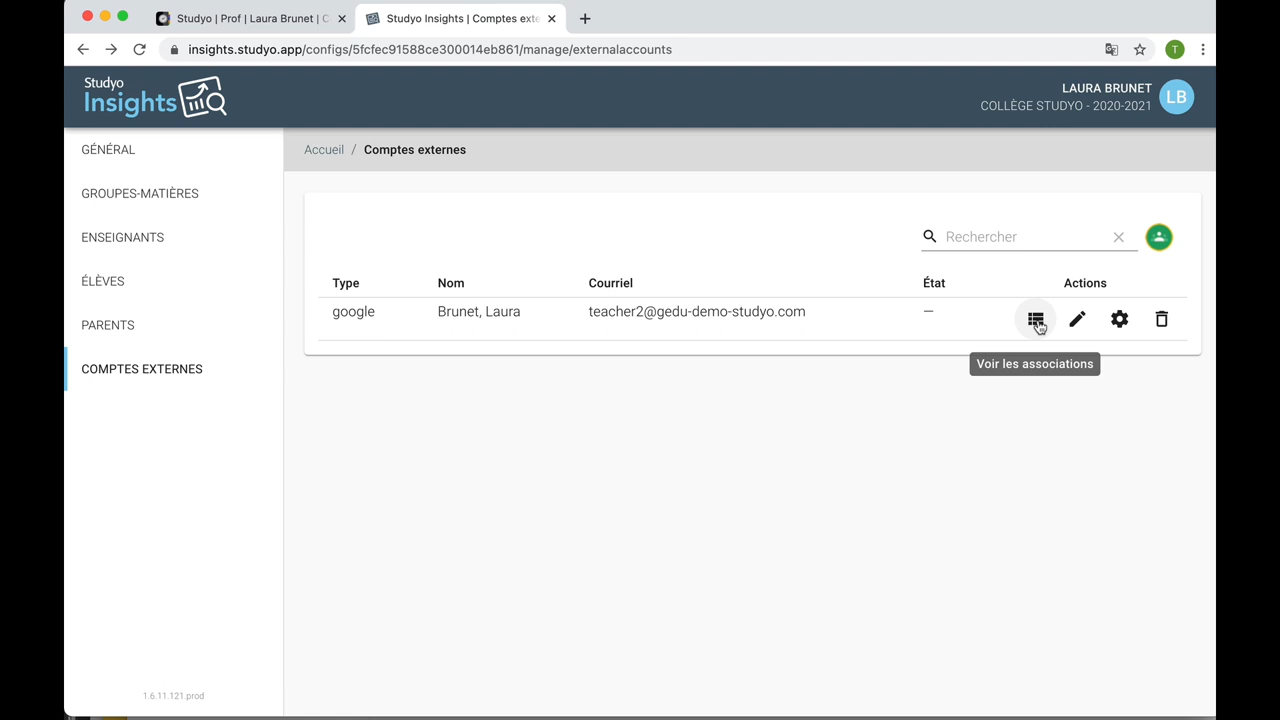 Studyo | Prof | Laura Brunet | C
Studyo Insights | Comptes exte
insights.studyo.app/configs/5fcfec91588ce300014eb861/manage/externalaccounts
T
Studyo
Insights
LAURA BRUNET
COLLÈGE STUDYO - 2020-2021
LB
GÉNÉRAL
GROUPES-MATIÈRES
ENSEIGNANTS
ÉLÈVES
PARENTS
COMPTES EXTERNES
1.6.11.121.prod
Accueil / Comptes externes
Rechercher
Type Nom Courriel État Actions
google Brunet, Laura teacher2@gedu-demo-studyo.com —
Voir les associations